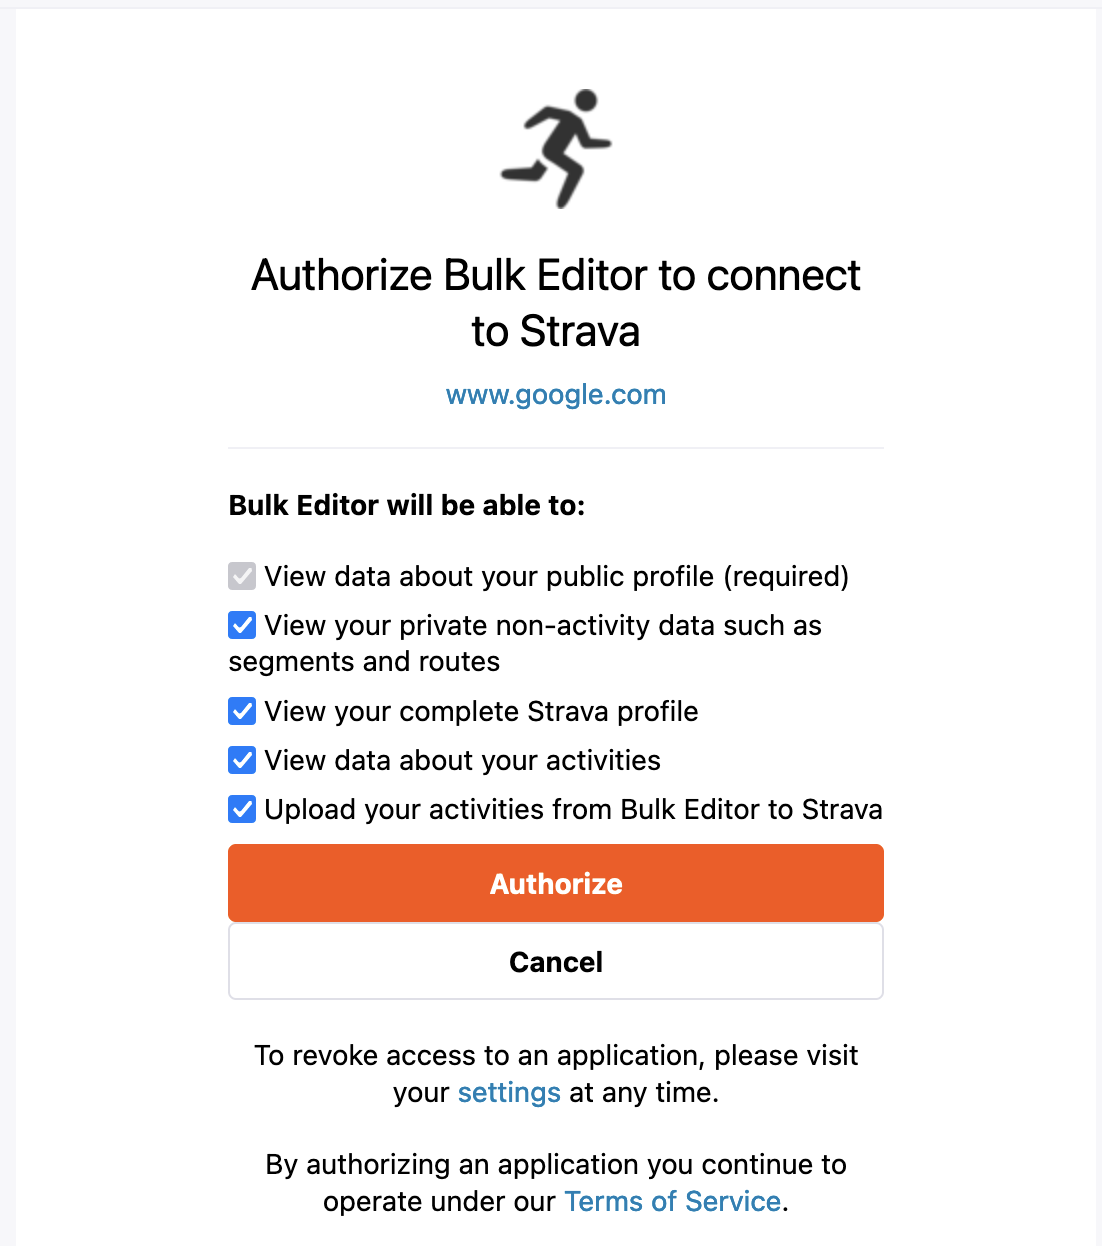 Authorize Bulk Editor to connect
to Strava
www.google.com
Bulk Editor will be able to:
View data about your public profile (required)
View your private non-activity data such as
segments and routes
View your complete Strava profile
View data about your activities
Upload your activities from Bulk Editor to Strava
Authorize
Cancel
To revoke access to an application, please visit
your settings at any time.
By authorizing an application you continue to
operate under our Terms of Service.